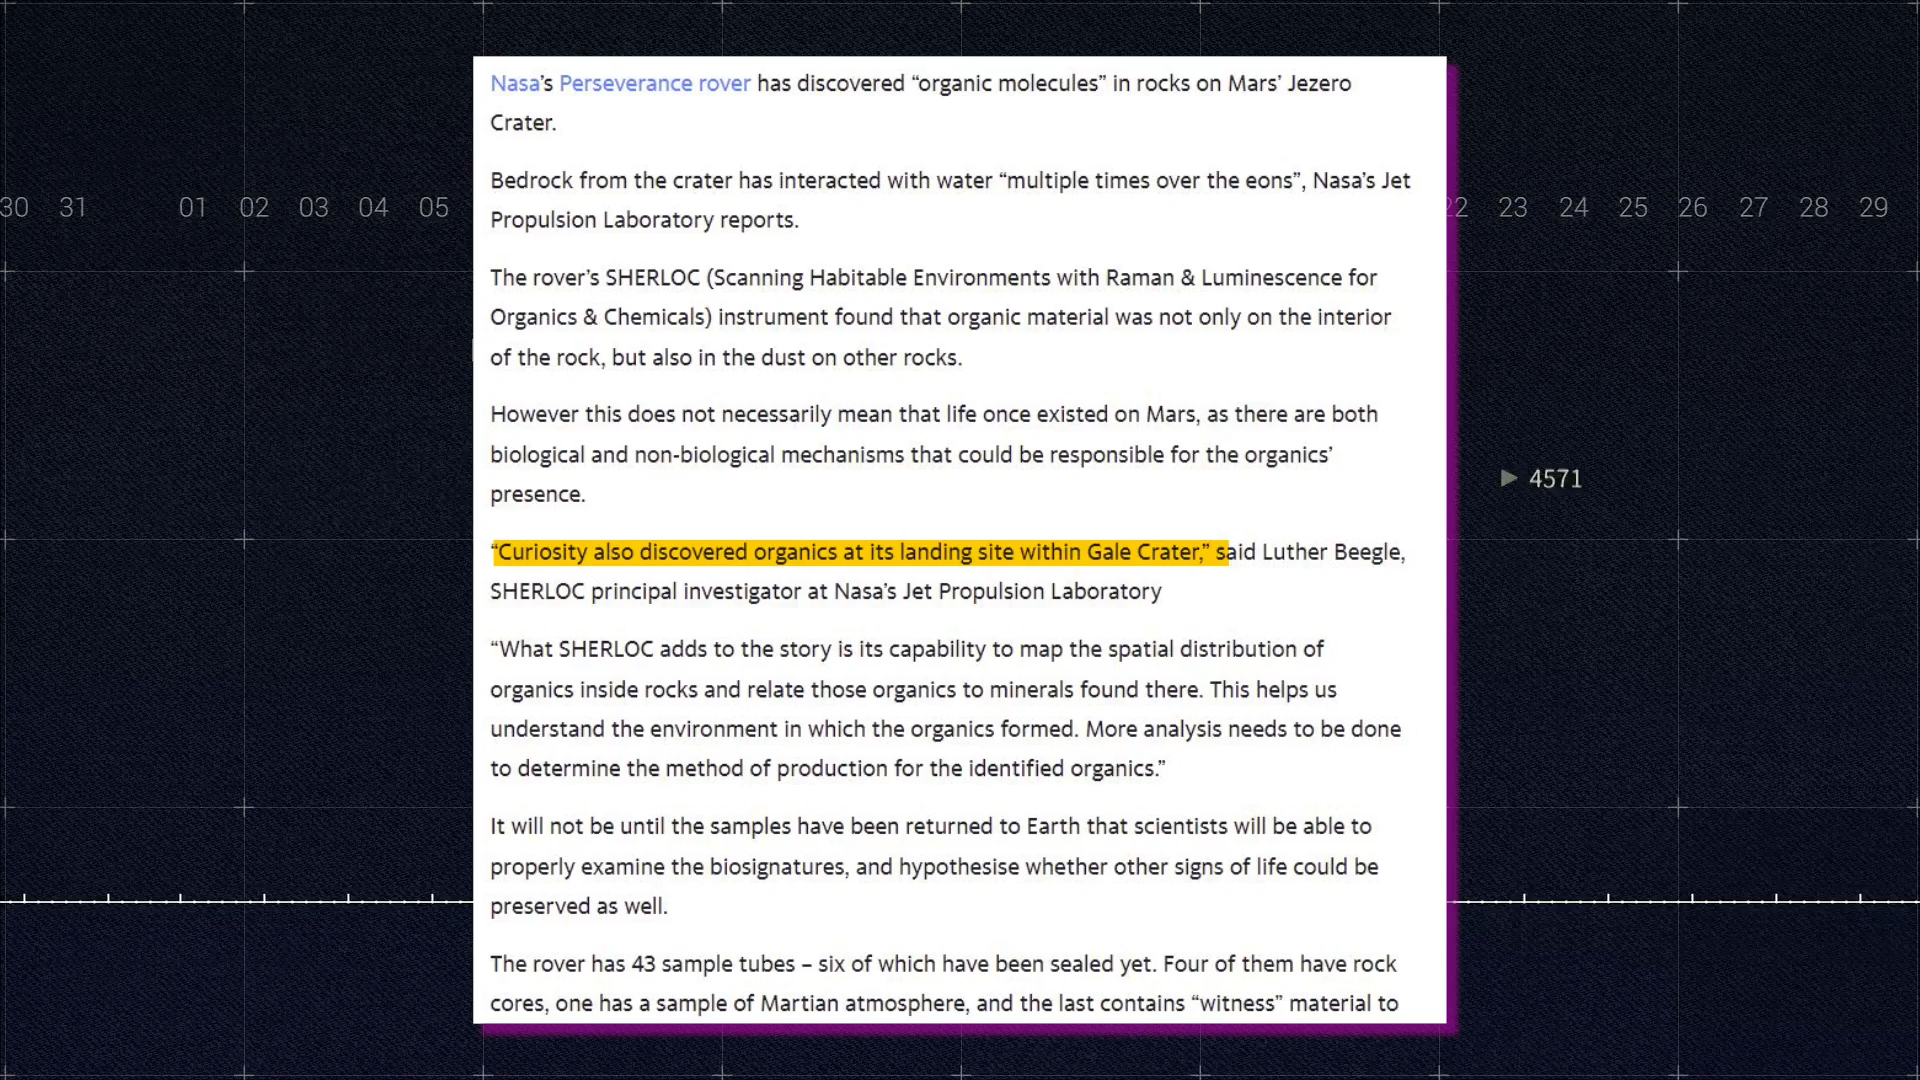 Nasa’s Perseverance rover has discovered “organic molecules” in rocks on Mars’ Jezero
Crater.
Bedrock from the crater has interacted with water “multiple times over the eons”, Nasa’s Jet
Propulsion Laboratory reports.
30 31 01 02 03 04 05 22 23 24 25 26 27 28 29
The rover’s SHERLOC (Scanning Habitable Environments with Raman & Luminescence for
Organics & Chemicals) instrument found that organic material was not only on the interior
of the rock, but also in the dust on other rocks.
However this does not necessarily mean that life once existed on Mars, as there are both
biological and non-biological mechanisms that could be responsible for the organics’
presence.
4571
“Curiosity also discovered organics at its landing site within Gale Crater,” said Luther Beegle,
SHERLOC principal investigator at Nasa’s Jet Propulsion Laboratory
“What SHERLOC adds to the story is its capability to map the spatial distribution of
organics inside rocks and relate those organics to minerals found there. This helps us
understand the environment in which the organics formed. More analysis needs to be done
to determine the method of production for the identified organics.”
It will not be until the samples have been returned to Earth that scientists will be able to
properly examine the biosignatures, and hypothesise whether other signs of life could be
preserved as well.
The rover has 43 sample tubes – six of which have been sealed yet. Four of them have rock
cores, one has a sample of Martian atmosphere, and the last contains “witness” material to